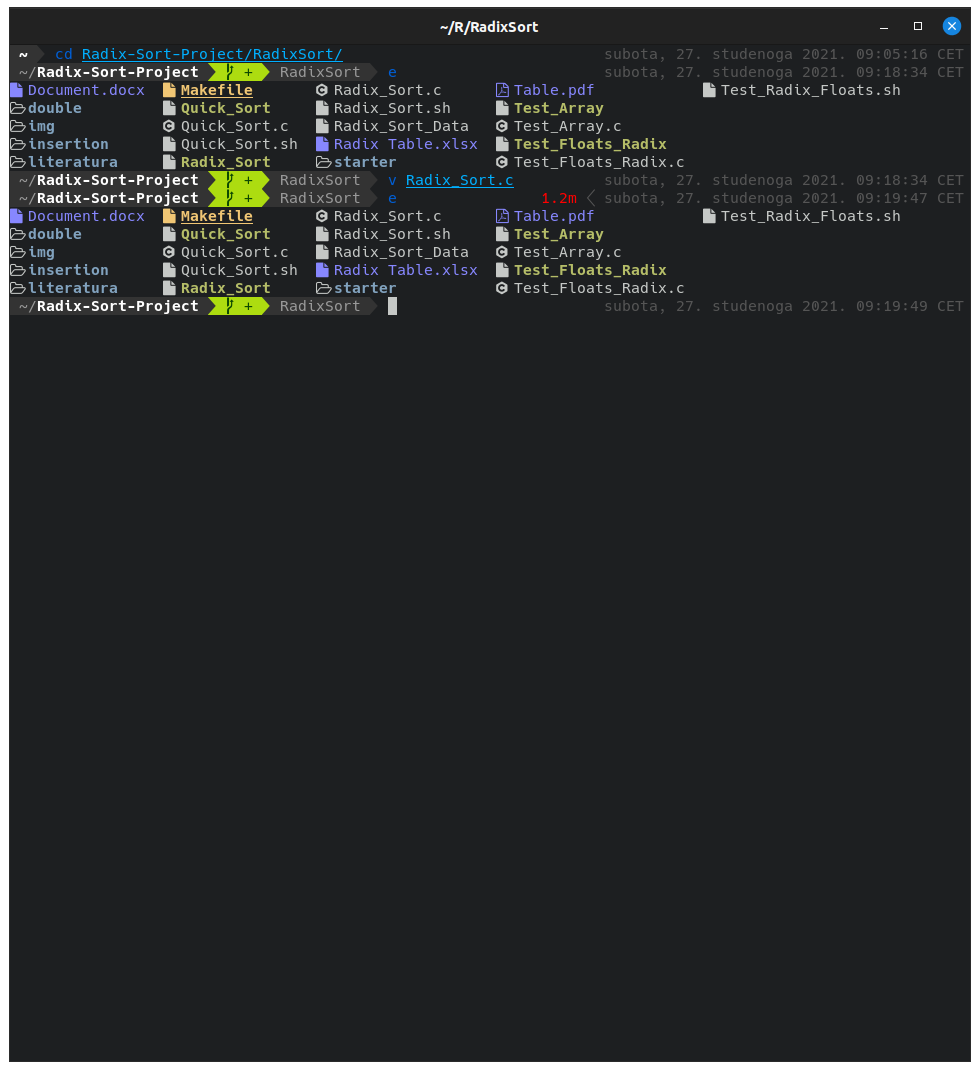 ~/R/RadixSort
~ cd Radix-Sort-Project/RadixSort/ subota, 27. studenoga 2021. 09:05:16 CET
~/Radix-Sort-Project + RadixSort e subota, 27. studenoga 2021. 09:18:34 CET
Document.docx Makefile Radix_Sort.c Table.pdf Test_Radix_Floats.sh
double Quick_Sort Radix_Sort.sh Test_Array
img Quick_Sort.c Radix_Sort_Data Test_Array.c
insertion Quick_Sort.sh Radix Table.xlsx Test_Floats_Radix
literatura Radix_Sort starter Test_Floats_Radix.c
~/Radix-Sort-Project + RadixSort v Radix_Sort.c subota, 27. studenoga 2021. 09:18:34 CET
~/Radix-Sort-Project + RadixSort e 1.2m subota, 27. studenoga 2021. 09:19:47 CET
Document.docx Makefile Radix_Sort.c Table.pdf Test_Radix_Floats.sh
double Quick_Sort Radix_Sort.sh Test_Array
img Quick_Sort.c Radix_Sort_Data Test_Array.c
insertion Quick_Sort.sh Radix Table.xlsx Test_Floats_Radix
literatura Radix_Sort starter Test_Floats_Radix.c
~/Radix-Sort-Project + RadixSort subota, 27. studenoga 2021. 09:19:49 CET